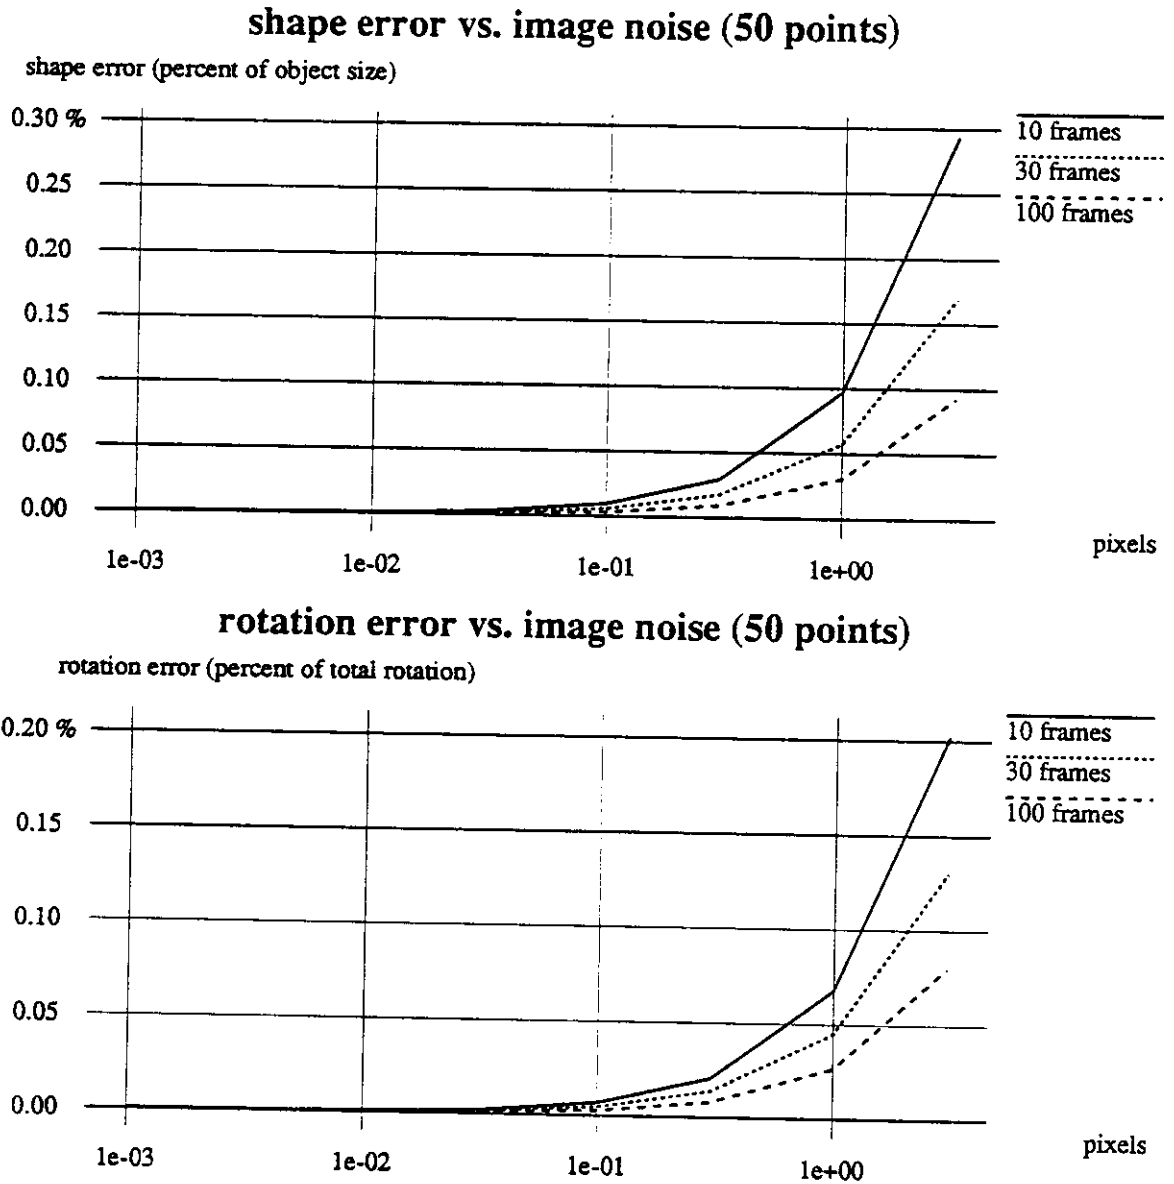 shape error vs. image noise (50 points)
shape error (percent of object size)
0.30 %
0.25
0.20
0.15
0.10
0.05
0.00
1e-03
1e-02
1e-01
1e+00
pixels
10 frames
30 frames
100 frames
rotation error vs. image noise (50 points)
rotation error (percent of total rotation)
0.20 %
0.15
0.10
0.05
0.00
1e-03
1e-02
1e-01
1e+00
pixels
10 frames
30 frames
100 frames